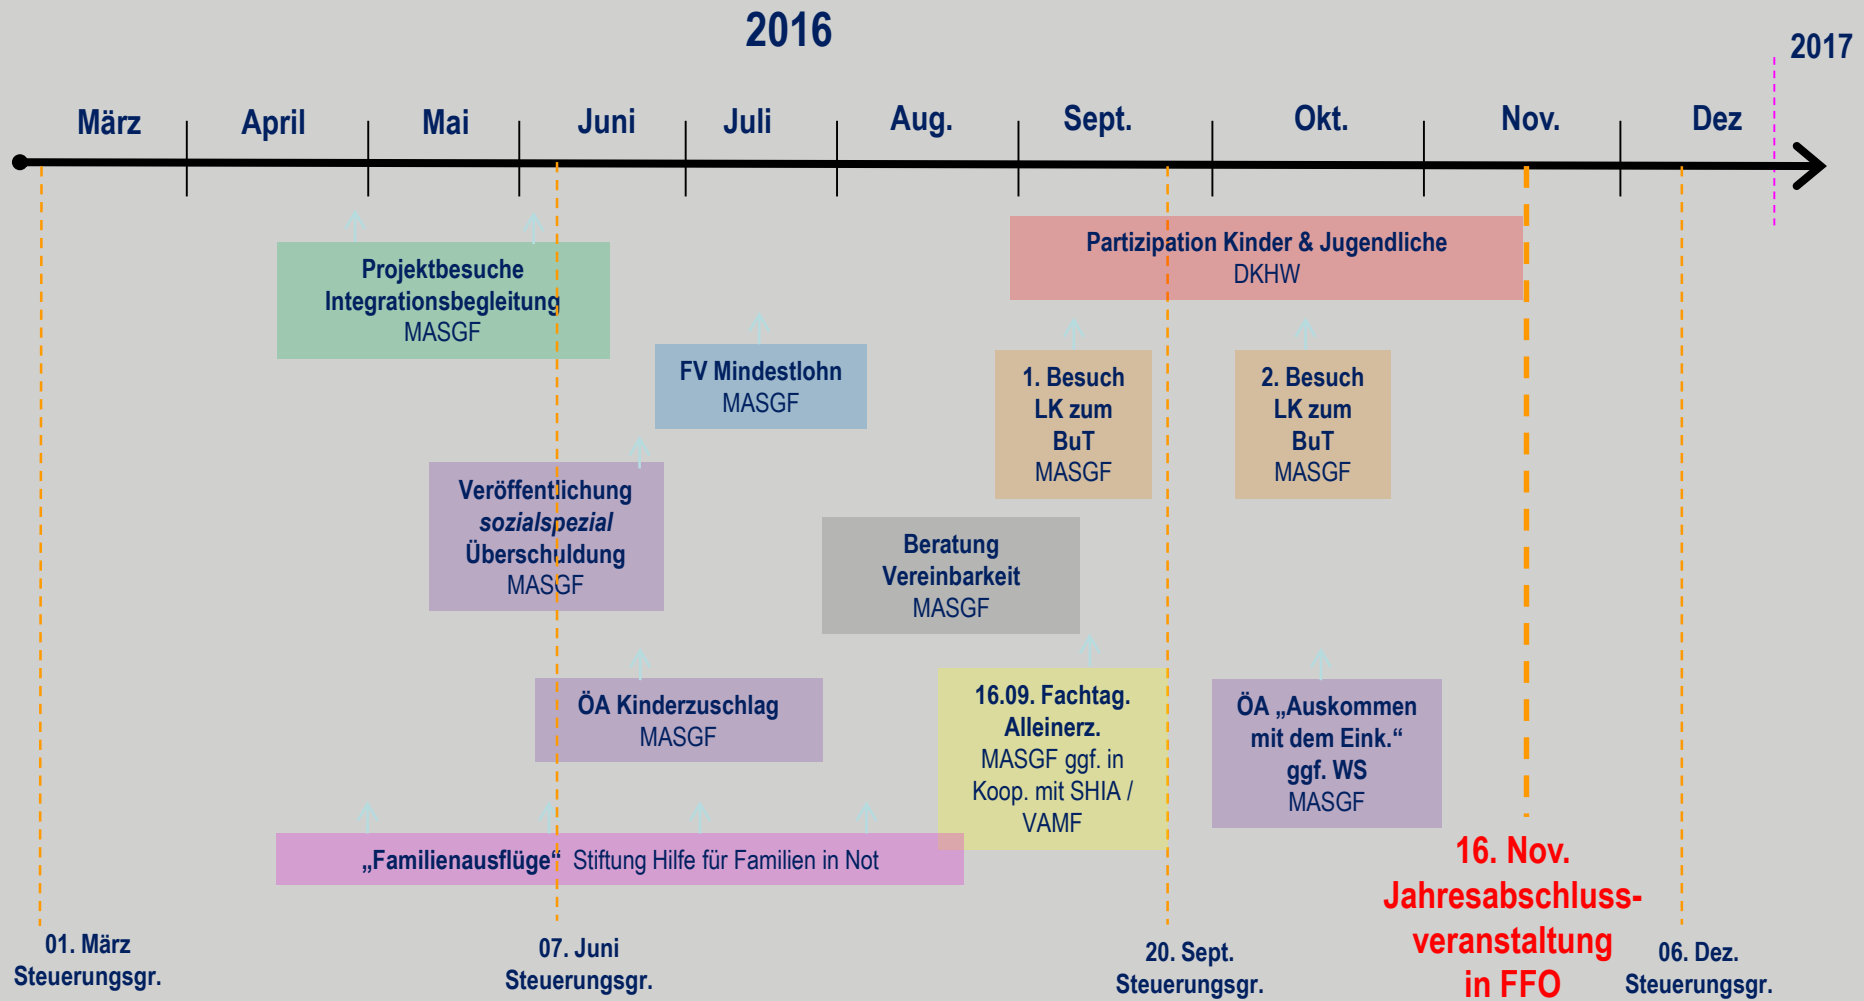 2016
2017
März
April
Mai
Juni
Juli
Aug.
Sept.
Okt.
Nov.
Dez
Projektbesuche
Integrationsbegleitung
MASGF
Partizipation Kinder & Jugendliche
DKHW
FV Mindestlohn
MASGF
1. Besuch
LK zum
BuT
MASGF
2. Besuch
LK zum
BuT
MASGF
Veröffentlichung
sozialspezial
Überschuldung
MASGF
Beratung
Vereinbarkeit
MASGF
ÖA Kinderzuschlag
MASGF
16.09. Fachtag.
Alleinerz.
MASGF ggf. in
Koop. mit SHIA /
VAMF
ÖA „Auskommen
mit dem Eink.“
ggf. WS
MASGF
„Familienausflüge“ Stiftung Hilfe für Familien in Not
01. März
Steuerungsgr.
07. Juni
Steuerungsgr.
20. Sept.
Steuerungsgr.
16. Nov.
Jahresabschluss-
veranstaltung
in FFO
06. Dez.
Steuerungsgr.